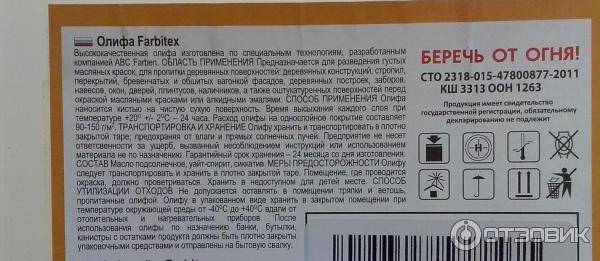 Олифа Farbitex
Высококачественная олифа изготовлена по специальным технологиям, разработанным
компанией ABC Farben. ОБЛАСТЬ ПРИМЕНЕНИЯ Предназначается для разведения густых
масляных красок, для пропитки деревянных поверхностей: деревянных конструкций, стропил,
перекрытий, бревенчатых и обшитых вагонкой фасадов, деревянных построек, заборов,
навесов, окон, дверей, плинтусов, наличников, а также оштукатуренных поверхностей перед
окраской масляными красками или алкидными эмалями. СПОСОБ ПРИМЕНЕНИЯ Олифа
наносится кистью на чистую сухую поверхность. Время высыхания каждого слоя при
температуре +20º +/- 2ºС – 24 часа. Расход олифы на однослойное покрытие составляет
90-150 г/м². ТРАНСПОРТИРОВКА И ХРАНЕНИЕ Олифу хранить и транспортировать в плотно
закрытой таре, предохраняя от влаги и прямых солнечных лучей. Предприятие не несет
ответственности за ущерб, вызванный несоблюдением инструкций или использованием
материала не по назначению. Гарантийный срок хранения – 24 месяца со дня изготовления.
СОСТАВ Масло подсолнечное, уайт-спирит, сиккатив. МЕРЫ ПРЕДОСТОРОЖНОСТИ Олифу
следует транспортировать и хранить в плотно закрытой таре. Помещение, где проводится
окраска, должно проветриваться. Хранить в недоступном для детей месте. СПОСОБ
УТИЛИЗАЦИИ ОТХОДОВ Не допускается оставлять в помещении тряпки и ветошь,
пропитанные олифой. Олифу в упакованном виде хранить в закрытом помещении при
температуре окружающей среды от -40ºС до +40ºС вдали от
отопительных и нагревательных приборов. После
использования олифы по назначению банки, бутылки,
канистры с остатками продукта должны быть плотно закрыты
упаковочными средствами и отправлены на бытовую свалку.
БЕРЕЧЬ ОТ ОГНЯ!
СТО 2318-015-47800877-2011
КШ 3313 ООН 1263
Продукция имеет свидетельство
государственной регистрации, обязательному
декларированию не подлежит
ОТЗОВИК